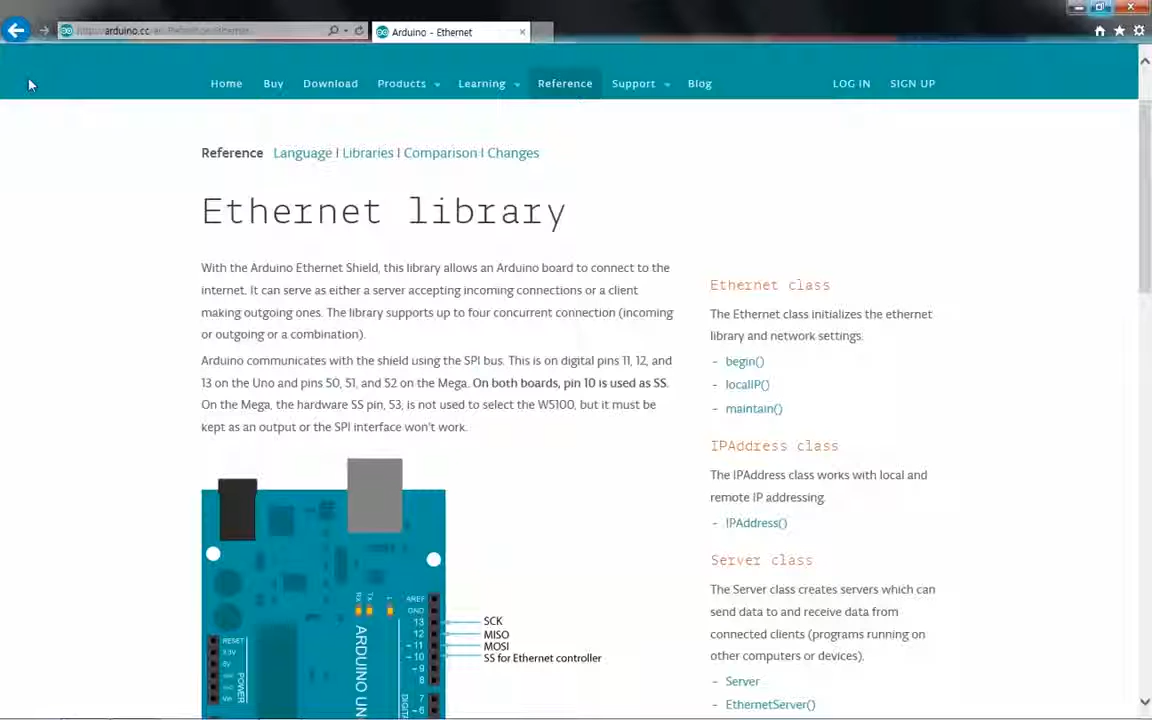 Arduino - Ethernet
Home Buy Download Products Learning Reference Support Blog LOG IN SIGN UP
Reference Language | Libraries | Comparison | Changes
Ethernet library
With the Arduino Ethernet Shield, this library allows an Arduino board to connect to the
internet. It can serve as either a server accepting incoming connections or a client
making outgoing ones. The library supports up to four concurrent connection (incoming
or outgoing or a combination).
Arduino communicates with the shield using the SPI bus. This is on digital pins 11, 12, and
13 on the Uno and pins 50, 51, and 52 on the Mega. On both boards, pin 10 is used as SS.
On the Mega, the hardware SS pin, 53, is not used to select the W5100, but it must be
kept as an output or the SPI interface won't work.
Ethernet class
The Ethernet class initializes the ethernet
library and network settings.
- begin()
- localIP()
- maintain()
IPAddress class
The IPAddress class works with local and
remote IP addressing.
- IPAddress()
Server class
The Server class creates servers which can
send data to and receive data from
connected clients (programs running on
other computers or devices).
- Server
- EthernetServer()
AREF
GND
13 SCK
12 MISO
11 MOSI
10 SS for Ethernet controller
9
8
7
6
RX
TX
L
ARDUINO UN
RESET
3.3V
5V
Vin
POWER